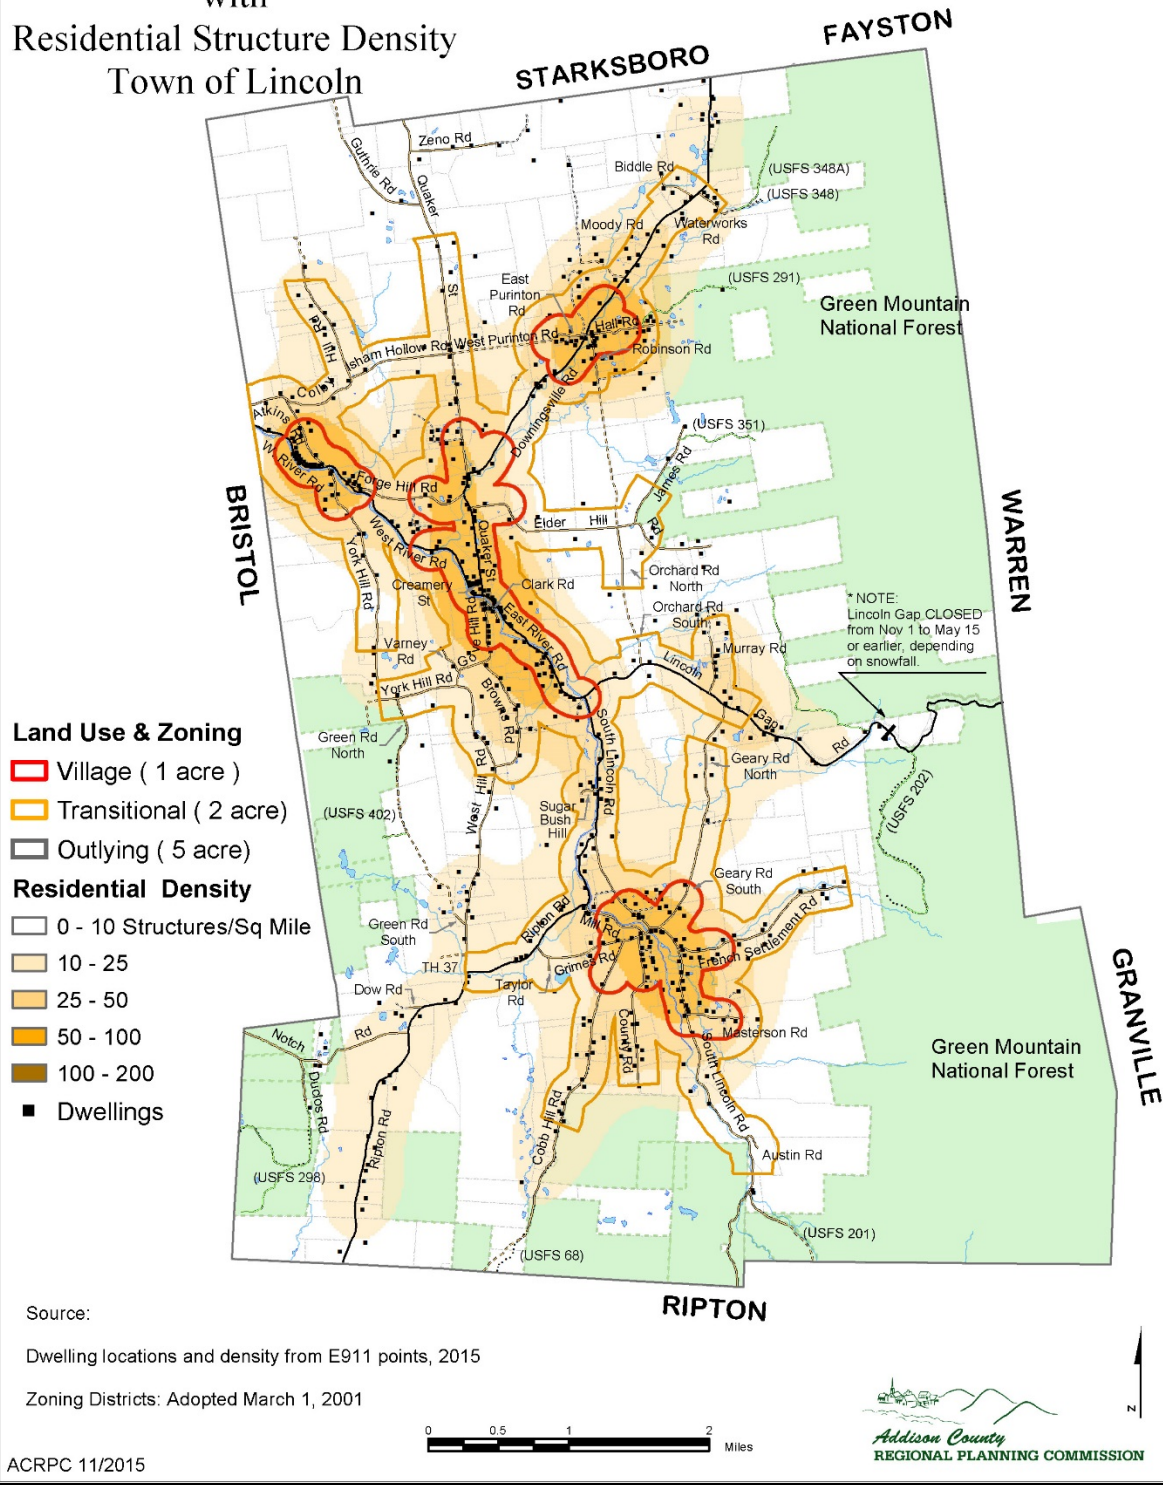 with
Residential Structure Density
Town of Lincoln
FAYSTON
STARKSBORO
Zeno Rd
Guthrie Rd
Quaker
St
Biddle Rd
(USFS 348A)
(USFS 348)
Moody Rd
Waterworks
Rd
(USFS 291)
East
Purinton
Rd
Green Mountain
National Forest
Hill Rd
Hall Rd
Isham Hollow Rd
West Purinton Rd
Robinson Rd
Colby
Atkins
Rd
Downingsville Rd
(USFS 351)
W. River Rd
Forge Hill Rd
James Rd
Rd
BRISTOL
WARREN
West River Rd
Quaker St
Elder Hill
York Hill Rd
Creamery
St
Clark Rd
Orchard Rd
North
Orchard Rd
South
* NOTE:
Lincoln Gap CLOSED
from Nov 1 to May 15
or earlier, depending
on snowfall.
East River Rd
Gove Hill Rd
Varney
Rd
Murray Rd
Lincoln
Gap
Rd
York Hill Rd
Browns Rd
Green Rd
North
South Lincoln Rd
Geary Rd
North
(USFS 202)
West Hill Rd
Sugar
Bush
Hill
(USFS 402)
Land Use & Zoning
Village ( 1 acre )
Transitional ( 2 acre)
Outlying ( 5 acre)
Residential Density
0 - 10 Structures/Sq Mile
10 - 25
25 - 50
50 - 100
100 - 200
Dwellings
Geary Rd
South
Green Rd
South
Ripton Rd
Mill Rd
French Settlement Rd
TH 37
Grimes Rd
Taylor
Rd
Dow Rd
GRANVILLE
Notch
Rd
County Rd
Masterson Rd
South Lincoln Rd
Green Mountain
National Forest
Dudos Rd
Ripton Rd
Cobb Hill Rd
Austin Rd
(USFS 298)
(USFS 201)
(USFS 68)
RIPTON
Source:
Dwelling locations and density from E911 points, 2015
Zoning Districts: Adopted March 1, 2001
0 0.5 1 2
Miles
N
Addison County
REGIONAL PLANNING COMMISSION
ACRPC 11/2015